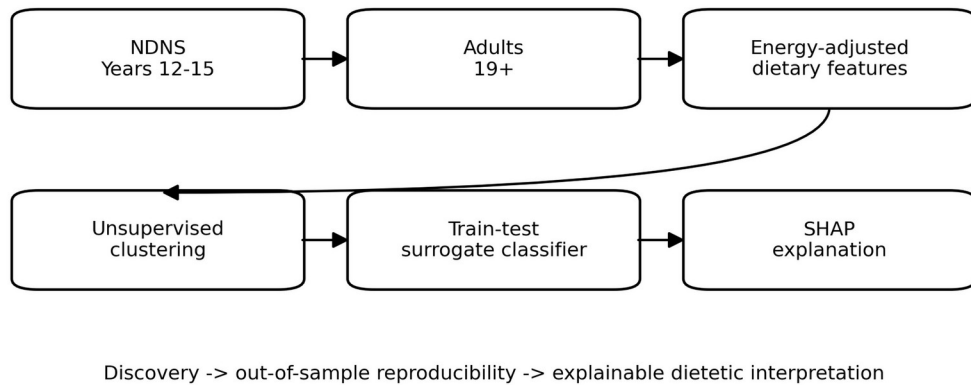 NDNS
Years 12-15
Adults
19+
Energy-adjusted
dietary features
Unsupervised
clustering
Train-test
surrogate classifier
SHAP
explanation
Discovery -> out-of-sample reproducibility -> explainable dietetic interpretation